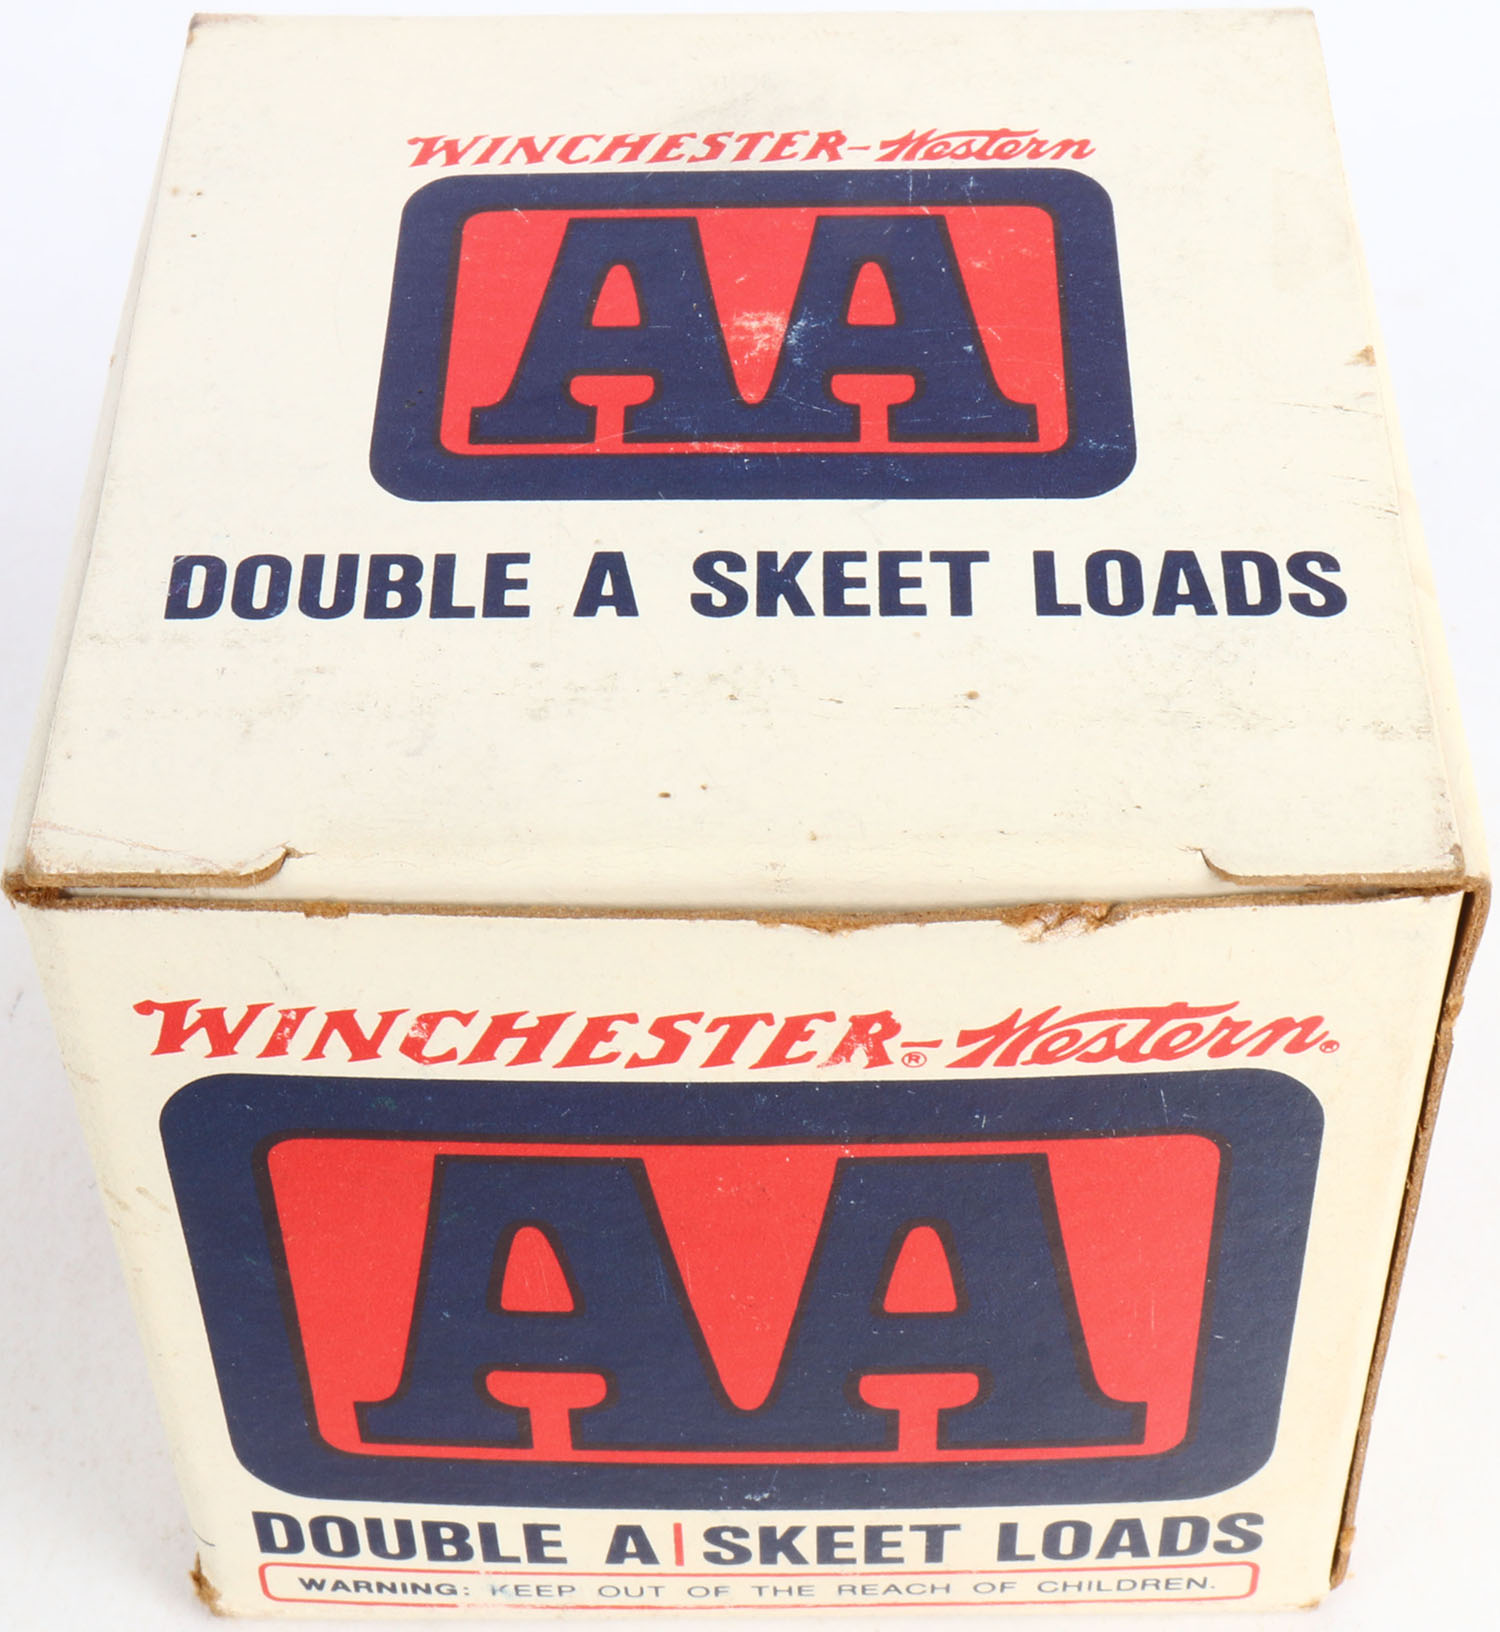 WINCHESTER-Western
AA
DOUBLE A SKEET LOADS
WINCHESTER®-Western®
AA
DOUBLE A|SKEET LOADS
WARNING: KEEP OUT OF THE REACH OF CHILDREN.